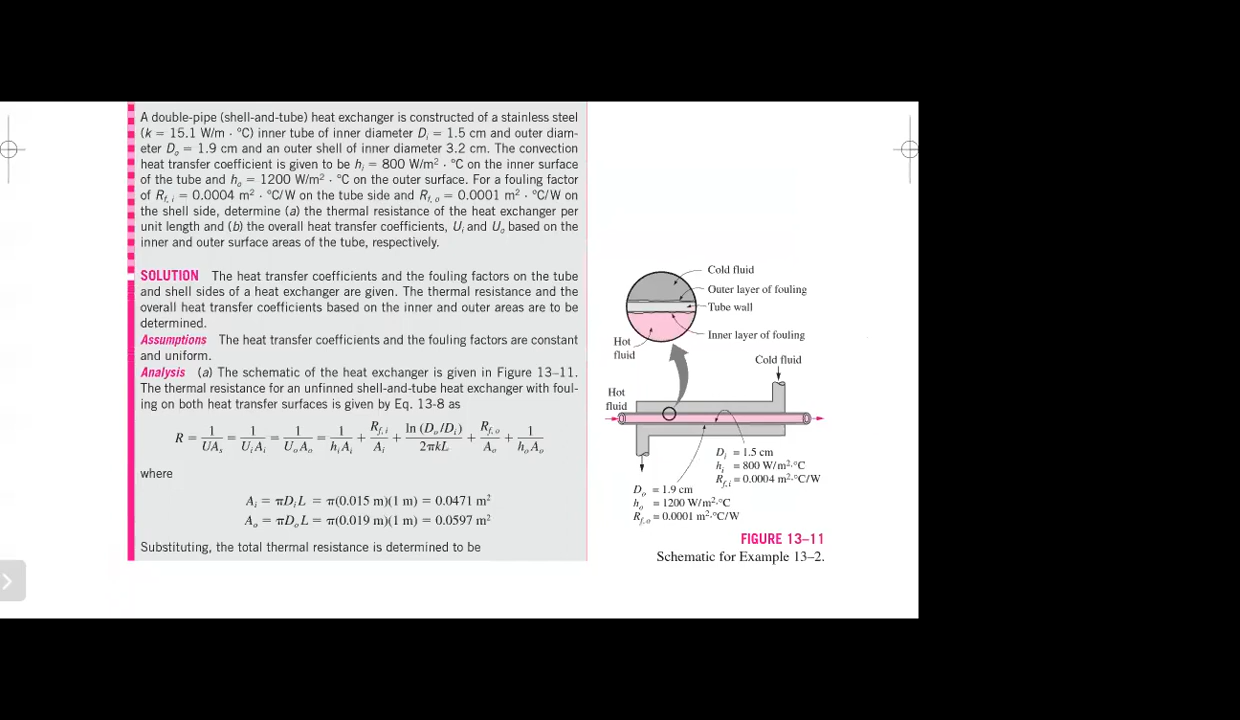 A double-pipe (shell-and-tube) heat exchanger is constructed of a stainless steel
(k = 15.1 W/m · °C) inner tube of inner diameter Dᵢ = 1.5 cm and outer diam-
eter Dₒ = 1.9 cm and an outer shell of inner diameter 3.2 cm. The convection
heat transfer coefficient is given to be hᵢ = 800 W/m² · °C on the inner surface
of the tube and hₒ = 1200 W/m² · °C on the outer surface. For a fouling factor
of R_f, i = 0.0004 m² · °C/W on the tube side and R_f, o = 0.0001 m² · °C/W on
the shell side, determine (a) the thermal resistance of the heat exchanger per
unit length and (b) the overall heat transfer coefficients, Uᵢ and Uₒ based on the
inner and outer surface areas of the tube, respectively.
SOLUTION The heat transfer coefficients and the fouling factors on the tube
and shell sides of a heat exchanger are given. The thermal resistance and the
overall heat transfer coefficients based on the inner and outer areas are to be
determined.
Assumptions The heat transfer coefficients and the fouling factors are constant
and uniform.
Analysis (a) The schematic of the heat exchanger is given in Figure 13–11.
The thermal resistance for an unfinned shell-and-tube heat exchanger with foul-
ing on both heat transfer surfaces is given by Eq. 13-8 as
R = 1/UAₛ = 1/UᵢAᵢ = 1/UₒAₒ = 1/hᵢAᵢ + R_f, i/Aᵢ + ln (Dₒ/Dᵢ)/2πkL + R_f, o/Aₒ + 1/hₒAₒ
where
Aᵢ = πDᵢL = π(0.015 m)(1 m) = 0.0471 m²
Aₒ = πDₒL = π(0.019 m)(1 m) = 0.0597 m²
Substituting, the total thermal resistance is determined to be
Cold fluid
Outer layer of fouling
Tube wall
Inner layer of fouling
Hot
fluid
Cold fluid
Hot
fluid
Dᵢ = 1.5 cm
hᵢ = 800 W/m².°C
R_f, i = 0.0004 m².°C/W
Dₒ = 1.9 cm
hₒ = 1200 W/m².°C
R_f, o = 0.0001 m².°C/W
FIGURE 13–11
Schematic for Example 13–2.